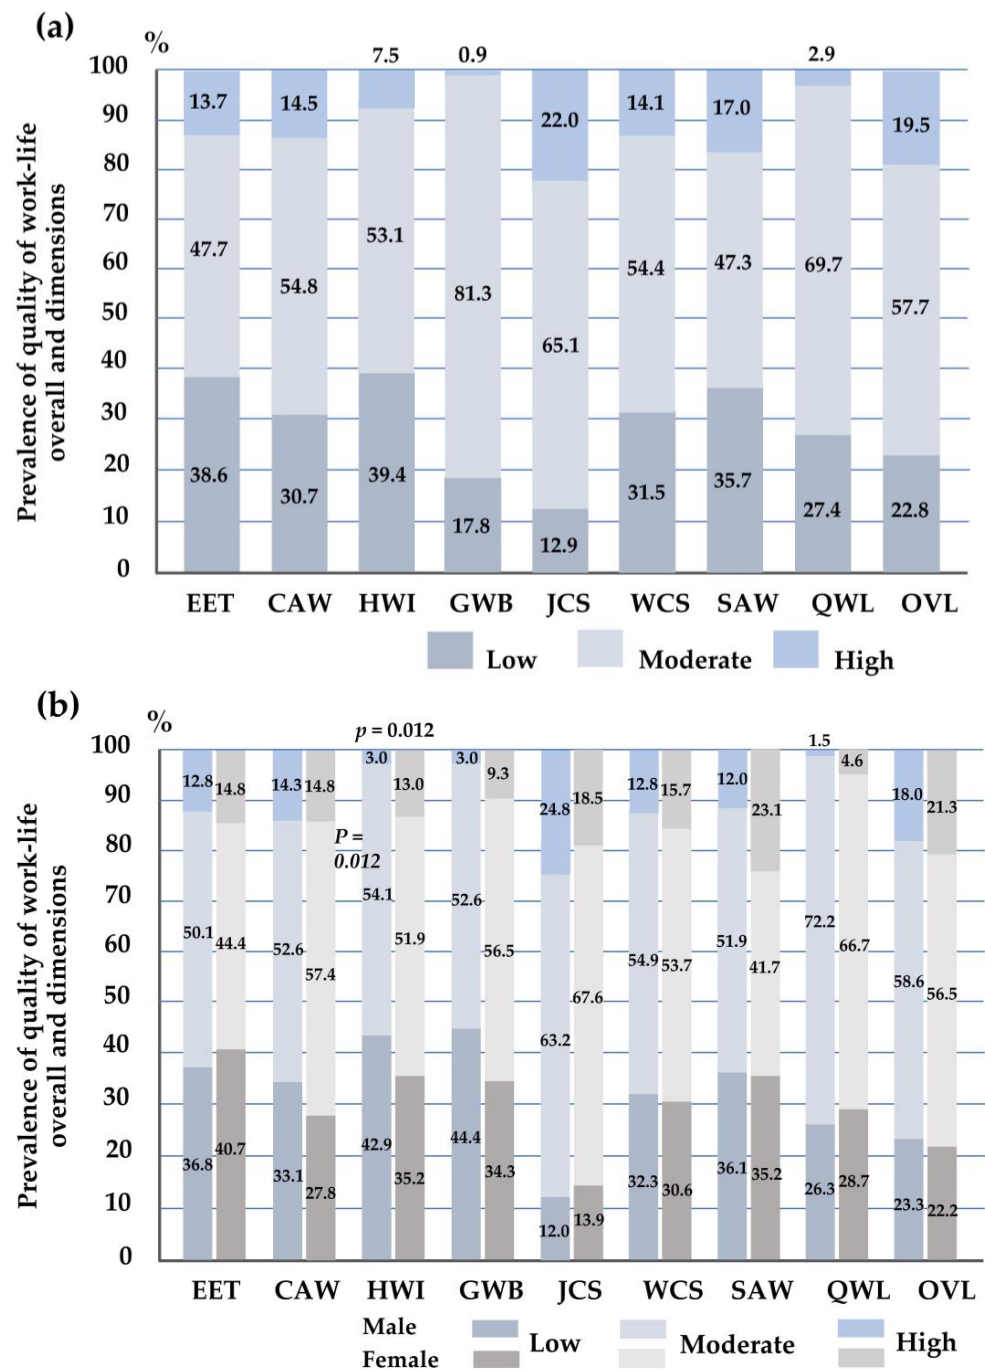 (a)
%
7.5 0.9 2.9
Prevalence of quality of work-life
overall and dimensions
100
90
80
70
60
50
40
30
20
10
0
13.7 14.5 22.0 14.1 17.0 19.5
47.7 54.8 53.1 81.3 65.1 54.4 47.3 69.7 57.7
38.6 30.7 39.4 17.8 12.9 31.5 35.7 27.4 22.8
EET CAW HWI GWB JCS WCS SAW QWL OVL
Low Moderate High
(b)
%
p = 0.012
1.5
Prevalence of quality of work-life
overall and dimensions
100
90
80
70
60
50
40
30
20
10
0
12.8 14.8 14.3 14.8 3.0 13.0 3.0 9.3 24.8 18.5 12.8 15.7 12.0 23.1 4.6 18.0 21.3
P =
0.012
50.1 44.4 52.6 57.4 54.1 51.9 52.6 56.5 63.2 67.6 54.9 53.7 51.9 41.7 72.2 66.7 58.6 56.5
36.8 40.7 33.1 27.8 42.9 35.2 44.4 34.3 12.0 13.9 32.3 30.6 36.1 35.2 26.3 28.7 23.3 22.2
EET CAW HWI GWB JCS WCS SAW QWL OVL
Male
Female
Low Moderate High